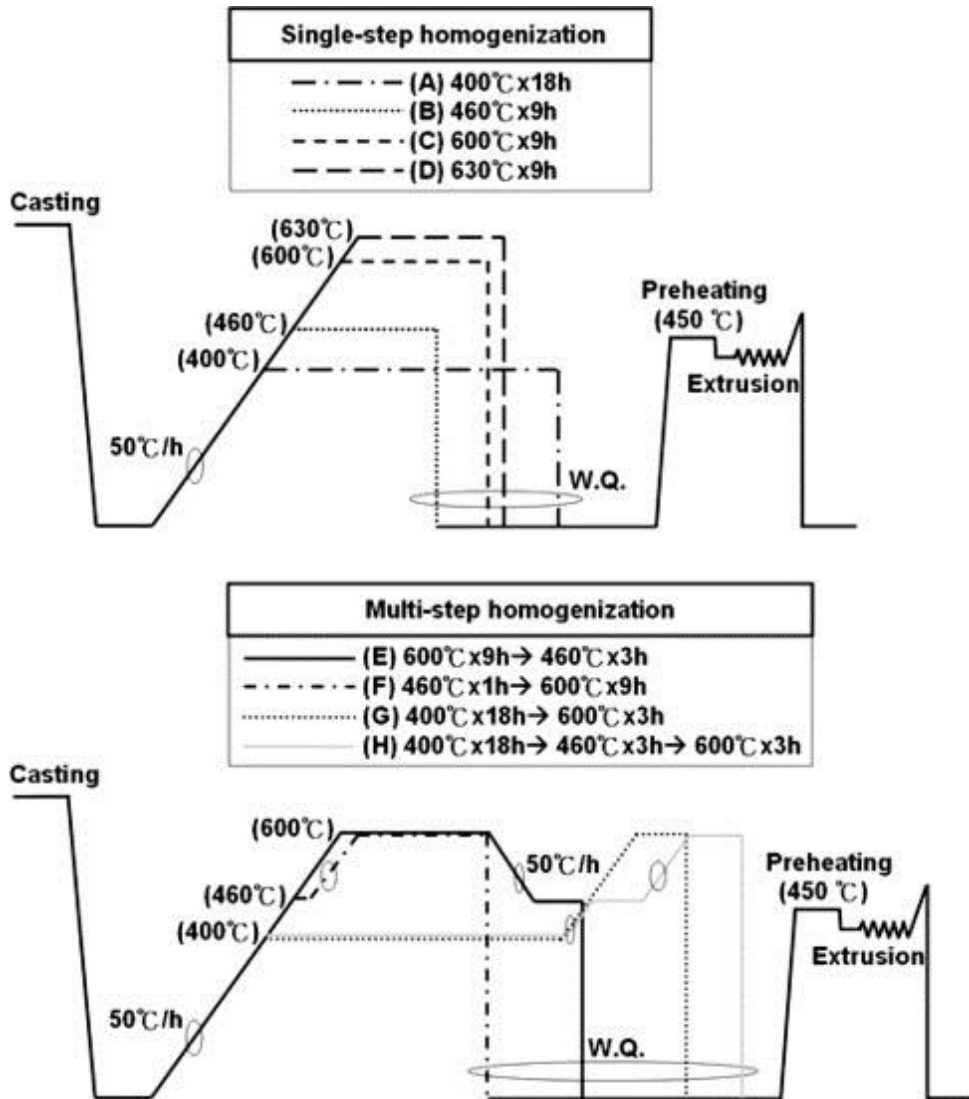 Single-step homogenization
(A) 400℃x18h
(B) 460℃x9h
(C) 600℃x9h
(D) 630℃x9h
Casting
(630℃)
(600℃)
(460℃)
(400℃)
50℃/h
W.Q.
Preheating
(450 ℃)
Extrusion
Multi-step homogenization
(E) 600℃x9h→ 460℃x3h
(F) 460℃x1h→ 600℃x9h
(G) 400℃x18h→ 600℃x3h
(H) 400℃x18h→ 460℃x3h→ 600℃x3h
Casting
(600℃)
(460℃)
(400℃)
50℃/h
50℃/h
W.Q.
Preheating
(450 ℃)
Extrusion